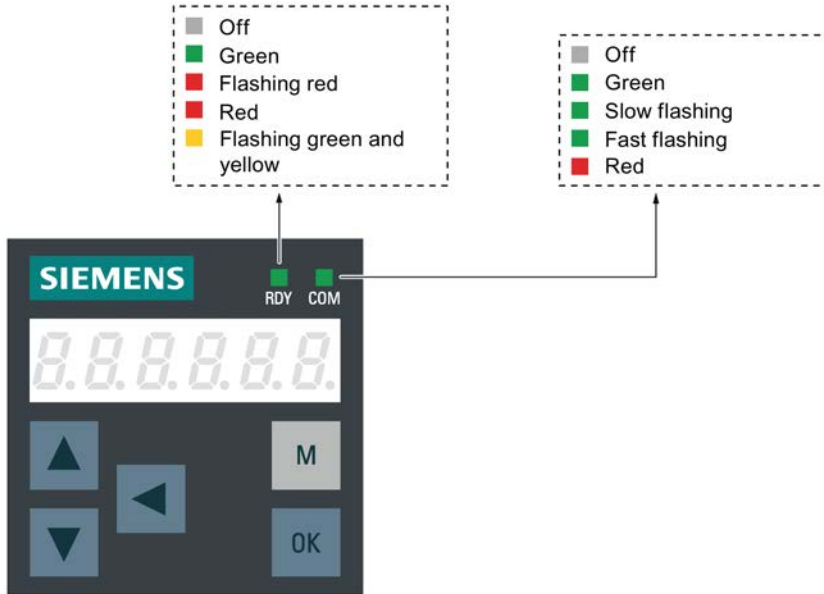 Off
Green
Flashing red
Red
Flashing green and
yellow
Off
Green
Slow flashing
Fast flashing
Red
SIEMENS
RDY COM
8.8.8.8.8.8.
M
OK